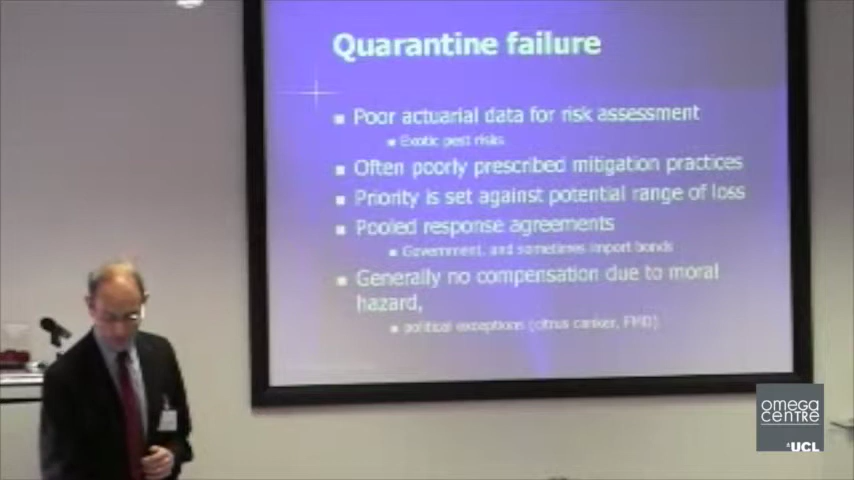 Quarantine failure
Poor actuarial data for risk assessment
Exotic pest risks
Often poorly prescribed mitigation practices
Priority is set against potential range of loss
Pooled response agreements
Government, and sometimes import bonds
Generally no compensation due to moral
hazard,
political exceptions (citrus canker, FMD)
omega
centre
UCL